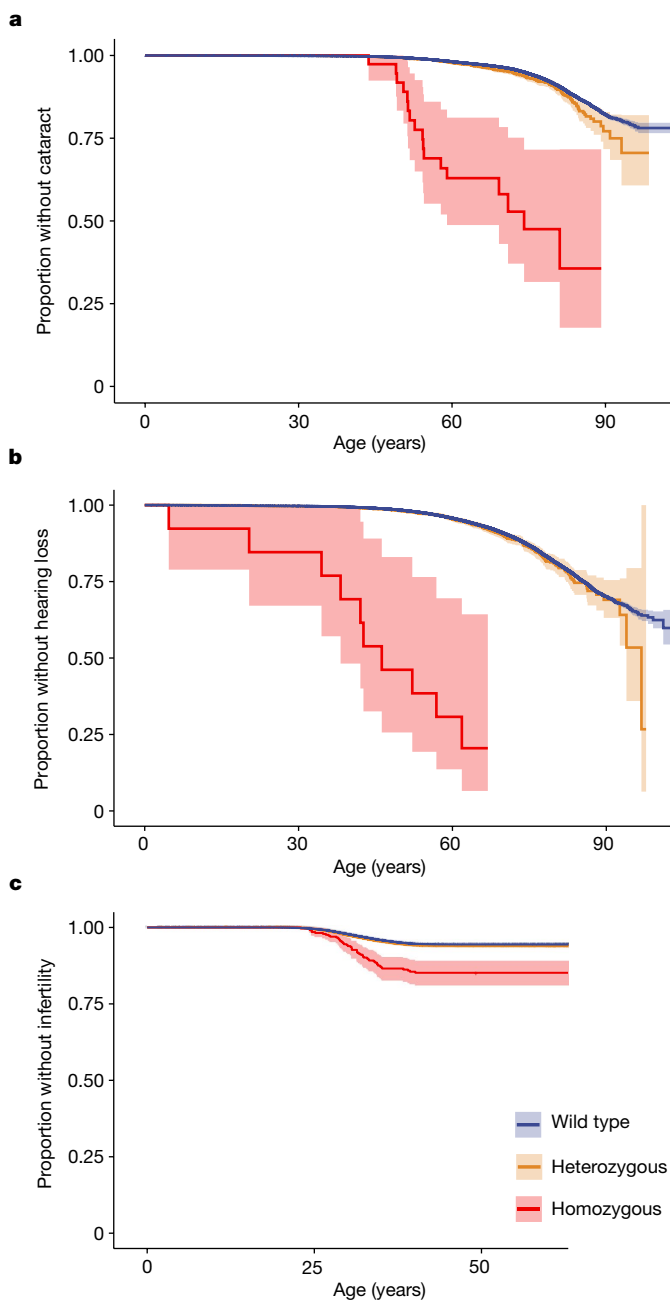 a
1.00
0.75
0.50
0.25
0
Proportion without cataract
0 30 60 90
Age (years)
b
1.00
0.75
0.50
0.25
0
Proportion without hearing loss
0 30 60 90
Age (years)
c
1.00
0.75
0.50
0.25
0
Proportion without infertility
Wild type
Heterozygous
Homozygous
0 25 50
Age (years)